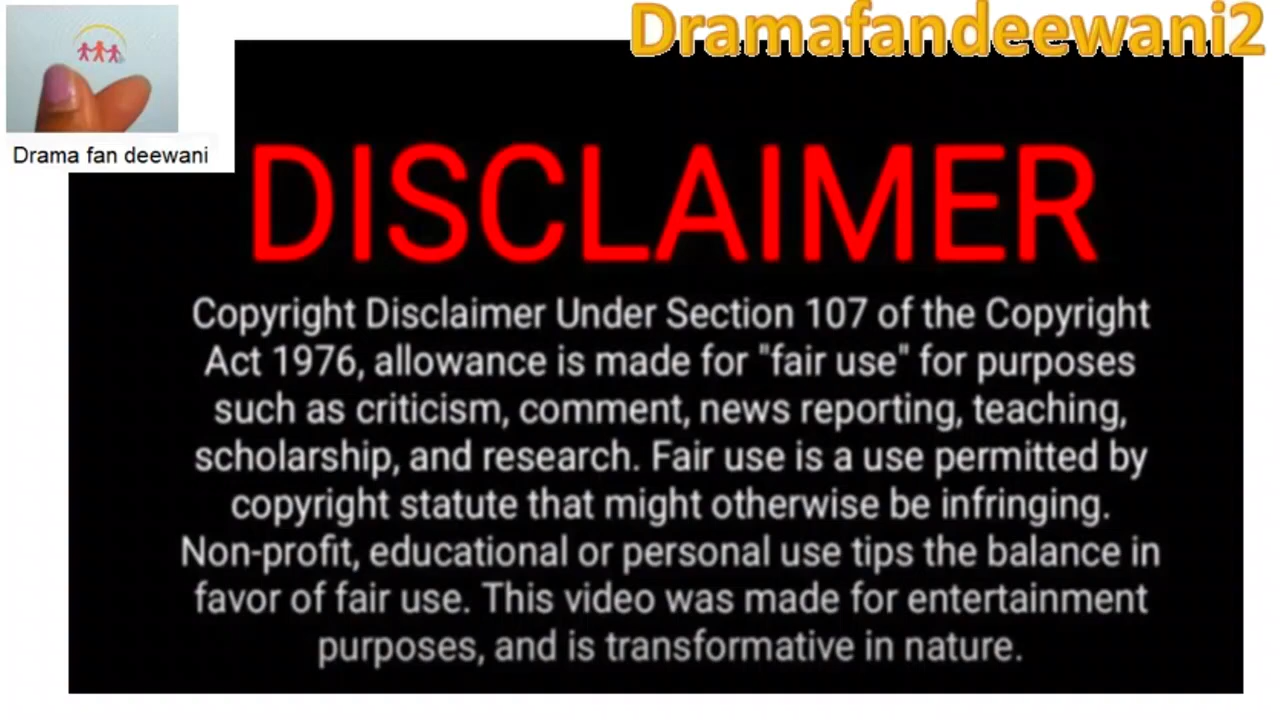 Dramafandeewani2
Drama fan deewani
DISCLAIMER
Copyright Disclaimer Under Section 107 of the Copyright
Act 1976, allowance is made for "fair use" for purposes
such as criticism, comment, news reporting, teaching,
scholarship, and research. Fair use is a use permitted by
copyright statute that might otherwise be infringing.
Non-profit, educational or personal use tips the balance in
favor of fair use. This video was made for entertainment
purposes, and is transformative in nature.